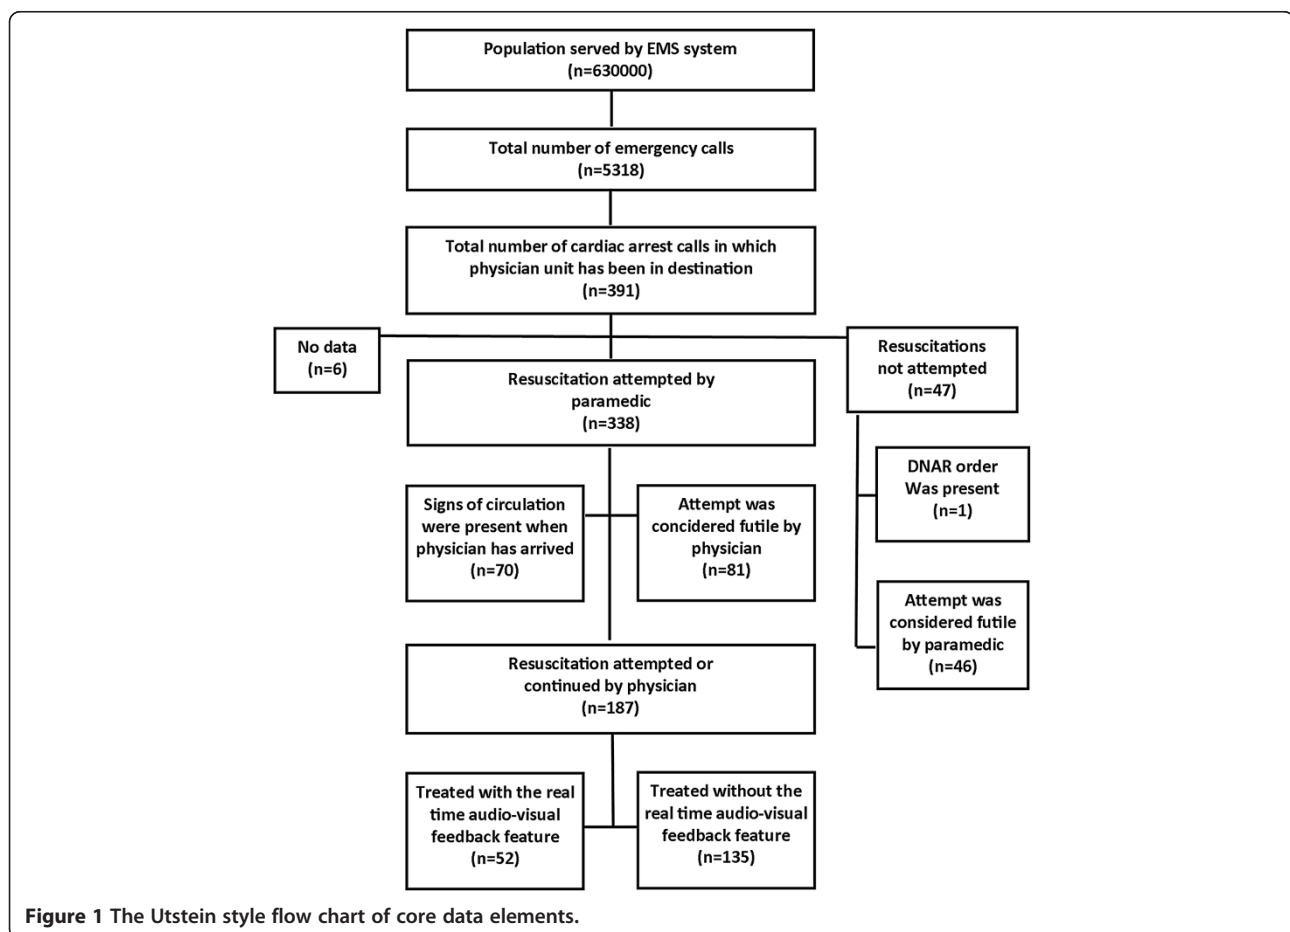 Population served by EMS system
(n=630000)
Total number of emergency calls
(n=5318)
Total number of cardiac arrest calls in which
physician unit has been in destination
(n=391)
No data
(n=6)
Resuscitations
not attempted
(n=47)
Resuscitation attempted by
paramedic
(n=338)
DNAR order
Was present
(n=1)
Signs of circulation
were present when
physician has arrived
(n=70)
Attempt was
concidered futile by
physician
(n=81)
Attempt was
considered futile
by paramedic
(n=46)
Resuscitation attempted or
continued by physician
(n=187)
Treated with the real
time audio-visual
feedback feature
(n=52)
Treated without the
real time audio-visual
feedback feature
(n=135)
Figure 1 The Utstein style flow chart of core data elements.